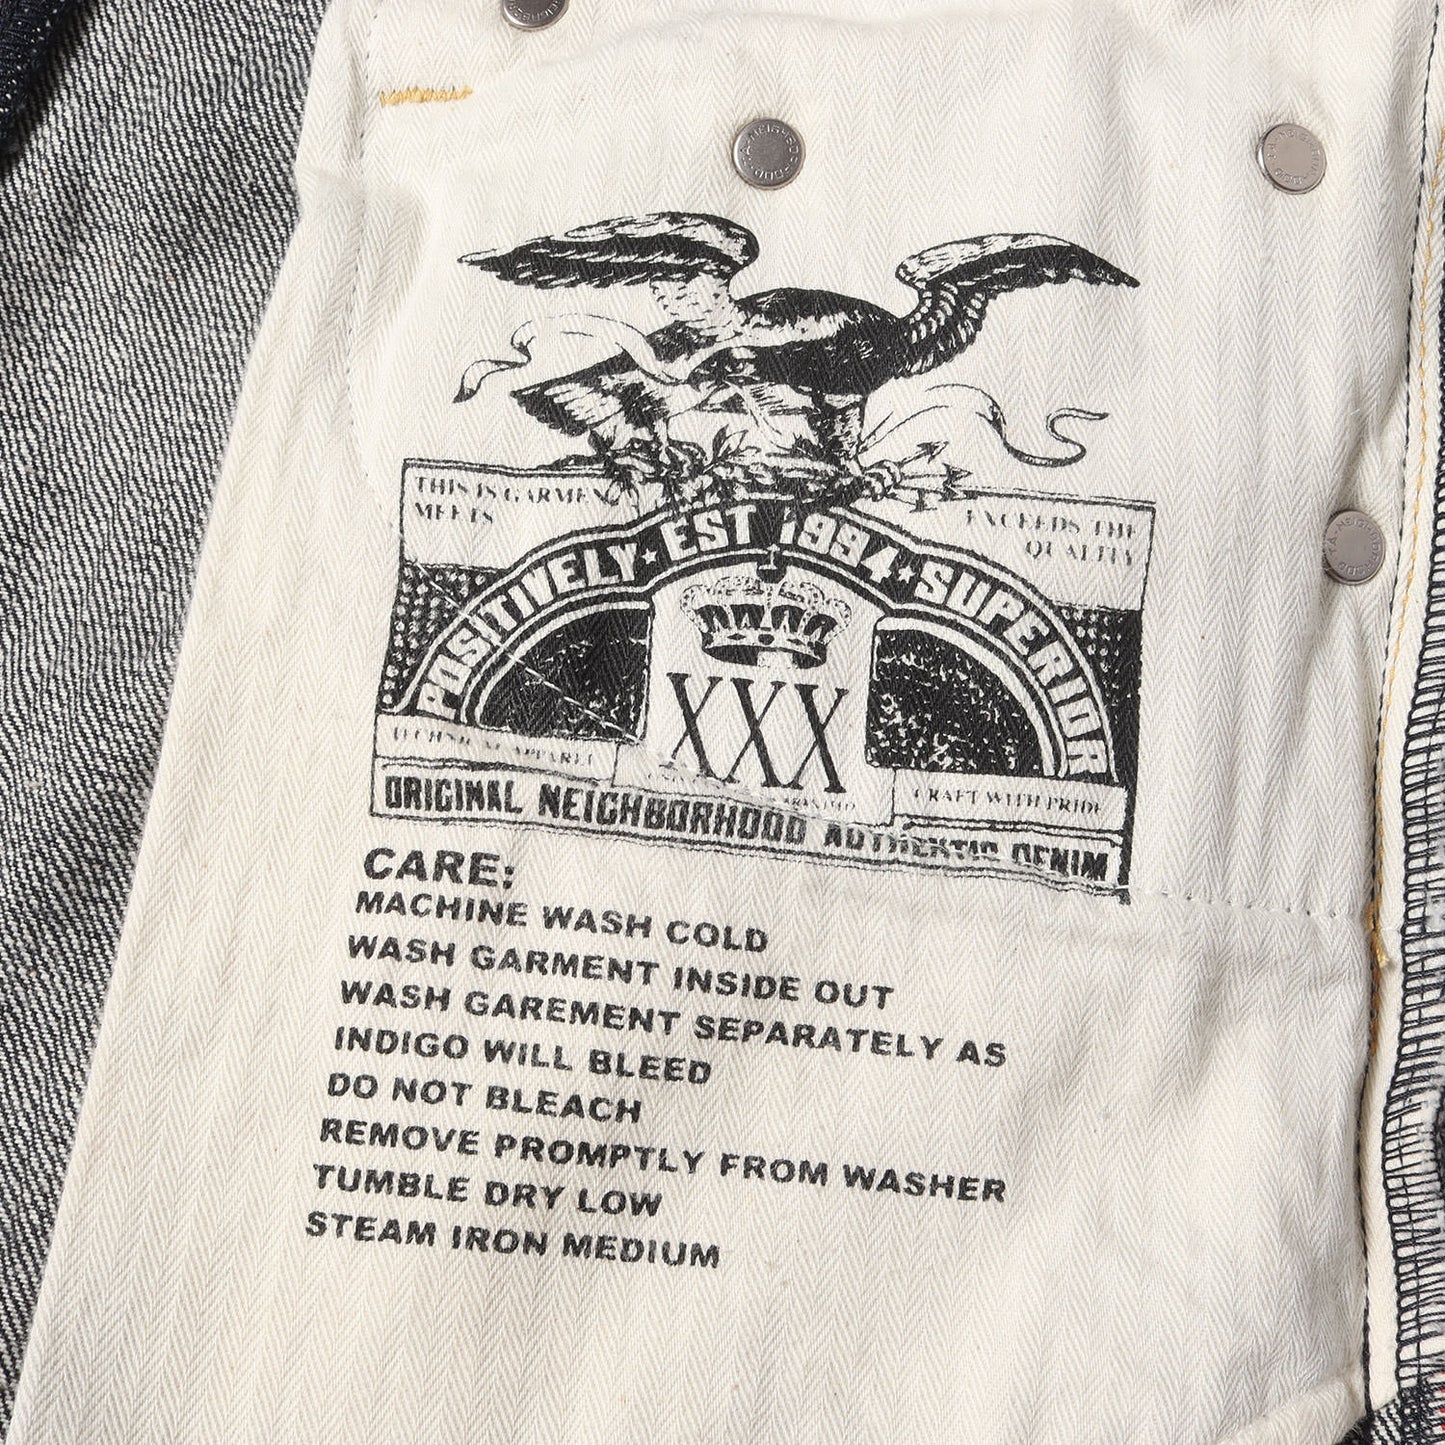 THIS IS GARMENT
MEETS
EXCEEDS THE
QUALITY
POSITIVELY★EST 1994★SUPERIOR
XXX
TECHNICAL APPAREL
CRAFT WITH PRIDE
ORIGINAL NEIGHBORHOOD AUTHENTIC DENIM
CARE:
MACHINE WASH COLD
WASH GARMENT INSIDE OUT
WASH GAREMENT SEPARATELY AS
INDIGO WILL BLEED
DO NOT BLEACH
REMOVE PROMPTLY FROM WASHER
TUMBLE DRY LOW
STEAM IRON MEDIUM